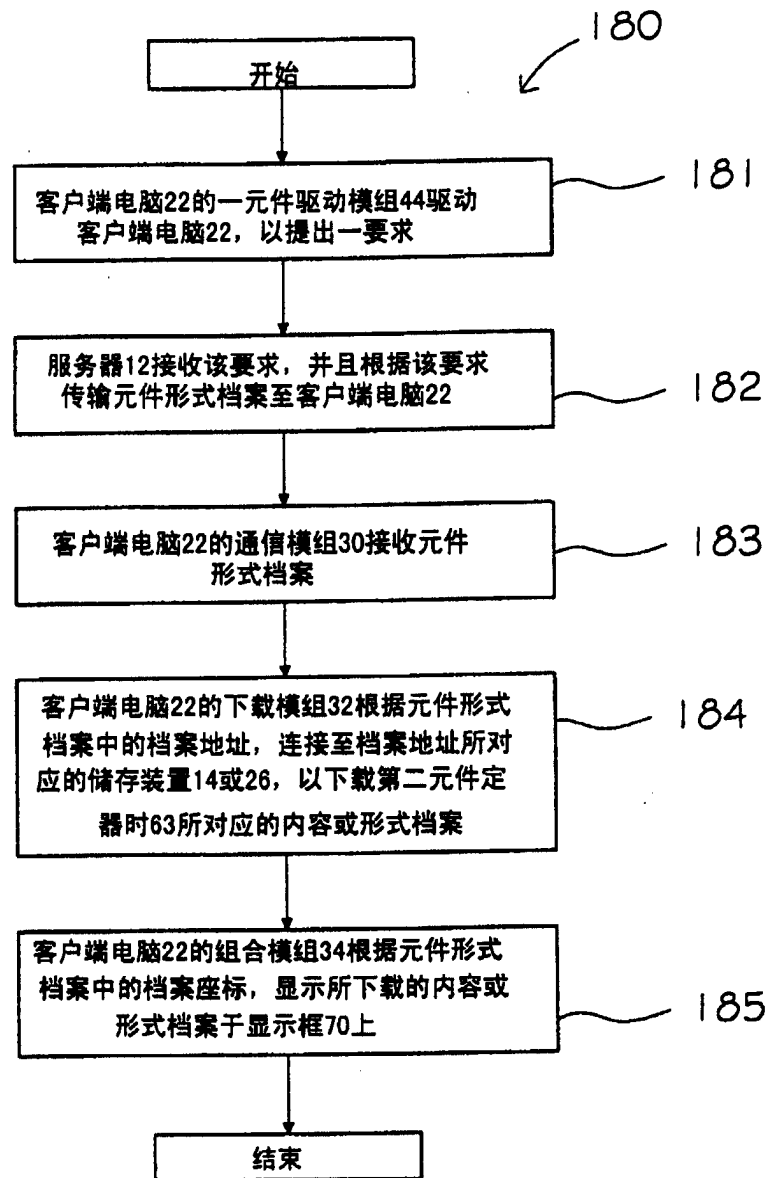 180
开始
客户端电脑22的一元件驱动模组44驱动
客户端电脑22，以提出一要求
181
服务器12接收该要求，并且根据该要求
传输元件形式档案至客户端电脑22
182
客户端电脑22的通信模组30接收元件
形式档案
183
客户端电脑22的下载模组32根据元件形式
档案中的档案地址，连接至档案地址所对
应的储存装置14或26，以下载第二元件定
器时63所对应的内容或形式档案
184
客户端电脑22的组合模组34根据元件形式
档案中的档案座标，显示所下载的内容或
形式档案于显示框70上
185
结束